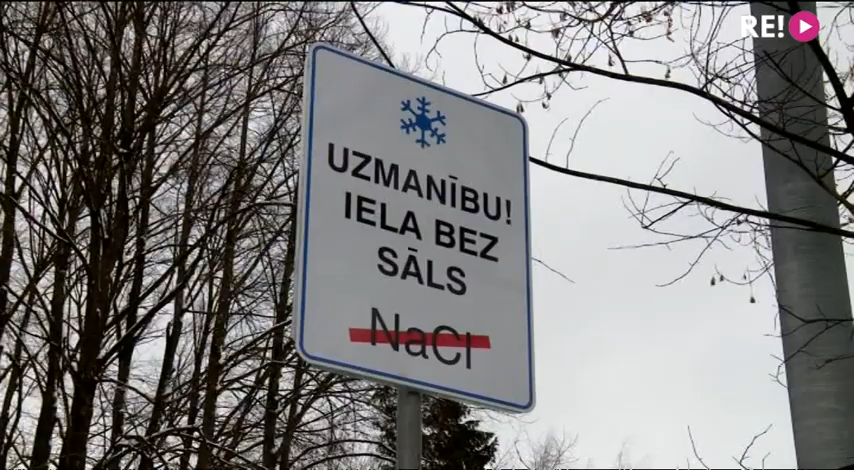 RE!
UZMANĪBU!
IELA BEZ
SĀLS
NaCl